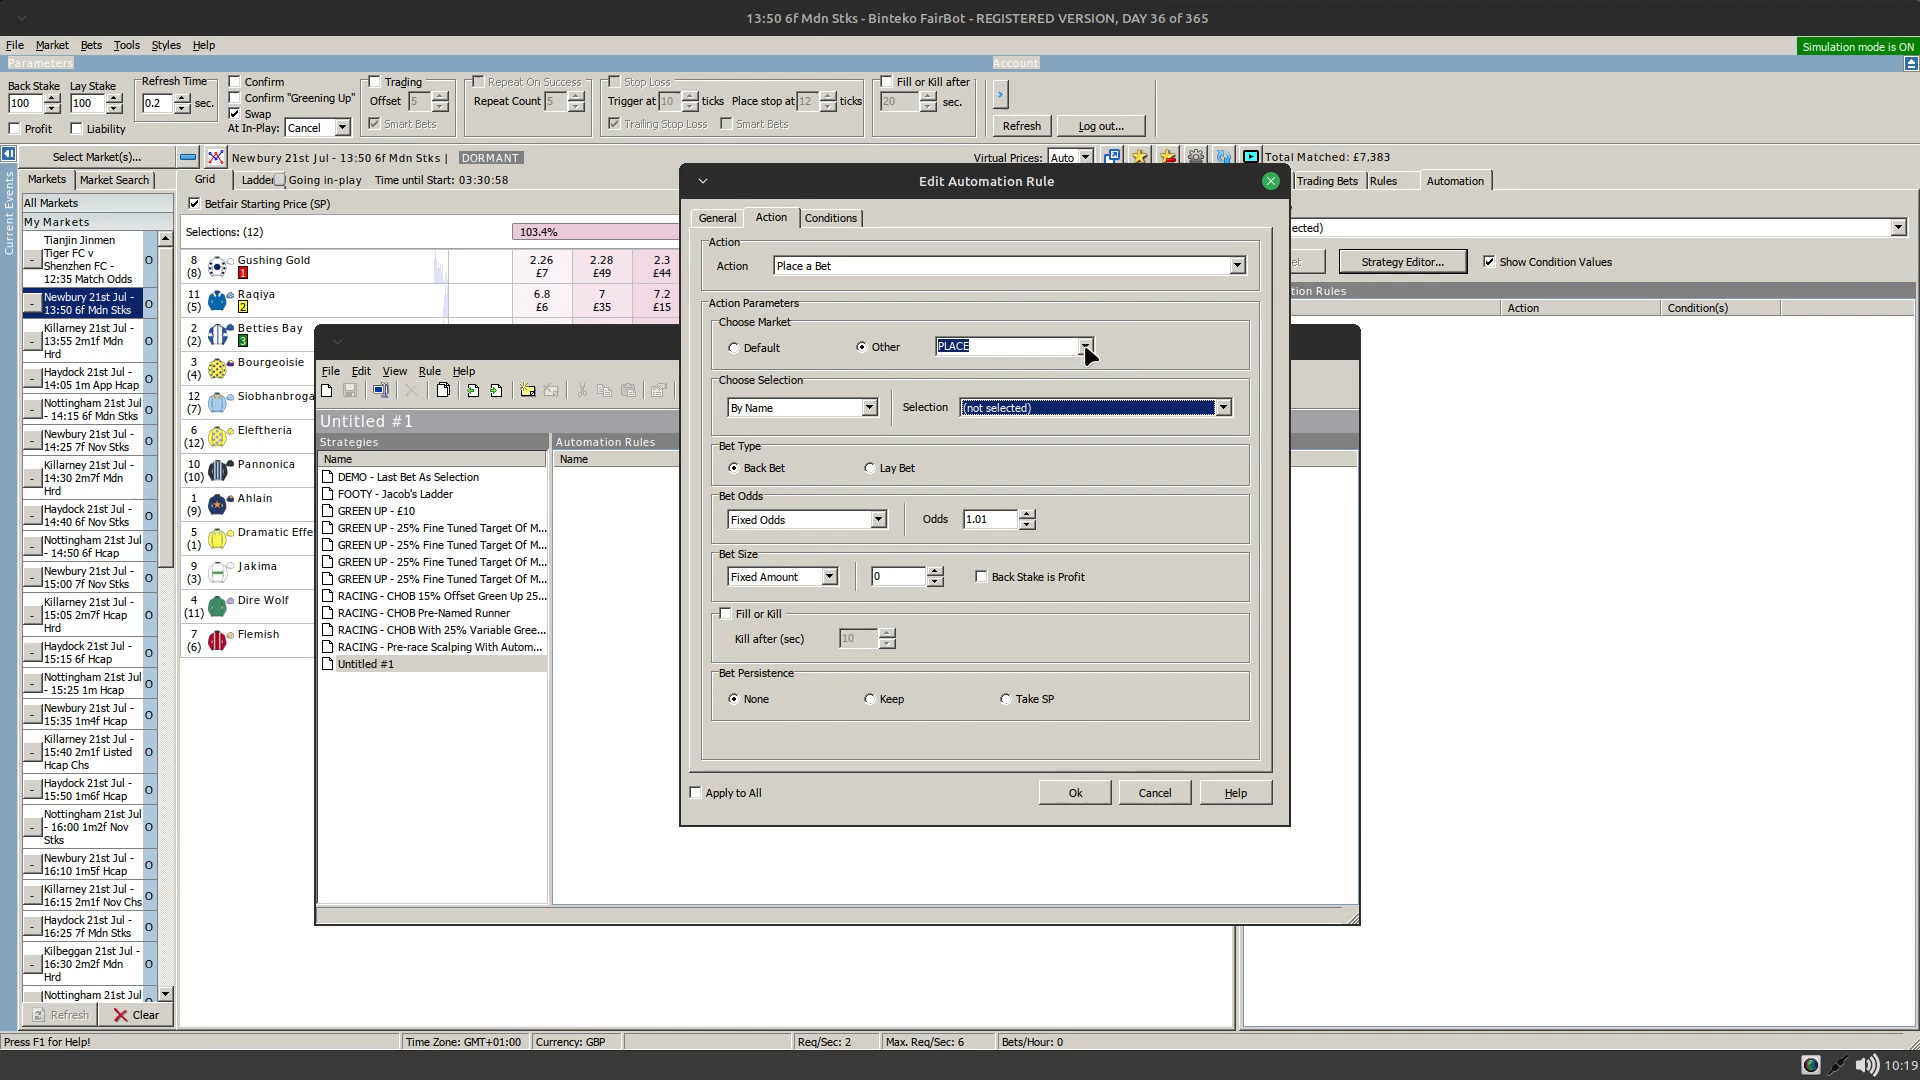 13:50 6f Mdn Stks - Binteko FairBot - REGISTERED VERSION, DAY 36 of 365
File Market Bets Tools Styles Help
Simulation mode is ON
Parameters
Account
Back Stake
100
Lay Stake
100
Profit
Liability
Refresh Time
0.2 sec.
Confirm
Confirm "Greening Up"
Swap
At In-Play: Cancel
Trading
Offset 5
Smart Bets
Repeat On Success
Repeat Count 5
Stop Loss
Trigger at 10 ticks Place stop at 12 ticks
Trailing Stop Loss Smart Bets
Fill or Kill after
20 sec.
>
Refresh Log out...
Select Market(s)...
Newbury 21st Jul - 13:50 6f Mdn Stks | DORMANT
Virtual Prices: Auto
Total Matched: £7,383
Markets Market Search
Grid Ladder Going in-play Time until Start: 03:30:58
Trading Bets Rules Automation
Current Events
All Markets
My Markets
Tianjin Jinmen
Tiger FC v
Shenzhen FC -
12:35 Match Odds
Newbury 21st Jul -
13:50 6f Mdn Stks
Killarney 21st Jul -
13:55 2m1f Mdn
Hrd
Haydock 21st Jul -
14:05 1m App Hcap
Nottingham 21st Jul
- 14:15 6f Mdn Stks
Newbury 21st Jul -
14:25 7f Nov Stks
Killarney 21st Jul -
14:30 2m7f Mdn
Hrd
Haydock 21st Jul -
14:40 6f Nov Stks
Nottingham 21st Jul
- 14:50 6f Hcap
Newbury 21st Jul -
15:00 7f Nov Stks
Killarney 21st Jul -
15:05 2m7f Hcap
Hrd
Haydock 21st Jul -
15:15 6f Hcap
Nottingham 21st Jul
- 15:25 1m Hcap
Newbury 21st Jul -
15:35 1m4f Hcap
Killarney 21st Jul -
15:40 2m1f Listed
Hcap Chs
Haydock 21st Jul -
15:50 1m6f Hcap
Nottingham 21st Jul
- 16:00 1m2f Nov
Stks
Newbury 21st Jul -
16:10 1m5f Hcap
Killarney 21st Jul -
16:15 2m1f Nov Chs
Haydock 21st Jul -
16:25 7f Mdn Stks
Kilbeggan 21st Jul -
16:30 2m2f Mdn
Hrd
Nottingham 21st Jul
Refresh Clear
Betfair Starting Price (SP)
Selections: (12) 103.4%
8 (8) Gushing Gold 1
2.26 2.28 2.3
£7 £49 £44
11 (5) Raqiya 2
6.8 7 7.2
£6 £35 £15
2 (2) Betties Bay 3
3 (4) Bourgeoisie
12 (7) Siobhanbroga
6 (12) Eleftheria
10 (10) Pannonica
1 (9) Ahlain
5 (1) Dramatic Effe
9 (3) Jakima
4 (11) Dire Wolf
7 (6) Flemish
File Edit View Rule Help
Untitled #1
Strategies
Automation Rules
Name
Name
DEMO - Last Bet As Selection
FOOTY - Jacob's Ladder
GREEN UP - £10
GREEN UP - 25% Fine Tuned Target Of M...
GREEN UP - 25% Fine Tuned Target Of M...
GREEN UP - 25% Fine Tuned Target Of M...
GREEN UP - 25% Fine Tuned Target Of M...
RACING - CHOB 15% Offset Green Up 25...
RACING - CHOB Pre-Named Runner
RACING - CHOB With 25% Variable Gree...
RACING - Pre-race Scalping With Autom...
Untitled #1
Edit Automation Rule
General Action Conditions
Action
Action Place a Bet
Action Parameters
Choose Market
Default Other PLACE
Choose Selection
By Name Selection (not selected)
Bet Type
Back Bet Lay Bet
Bet Odds
Fixed Odds Odds 1.01
Bet Size
Fixed Amount 0 Back Stake is Profit
Fill or Kill
Kill after (sec) 10
Bet Persistence
None Keep Take SP
Apply to All Ok Cancel Help
ected)
et Strategy Editor... Show Condition Values
tion Rules
Action Condition(s)
Press F1 for Help! Time Zone: GMT+01:00 Currency: GBP Req/Sec: 2 Max. Req/Sec: 6 Bets/Hour: 0
10:19